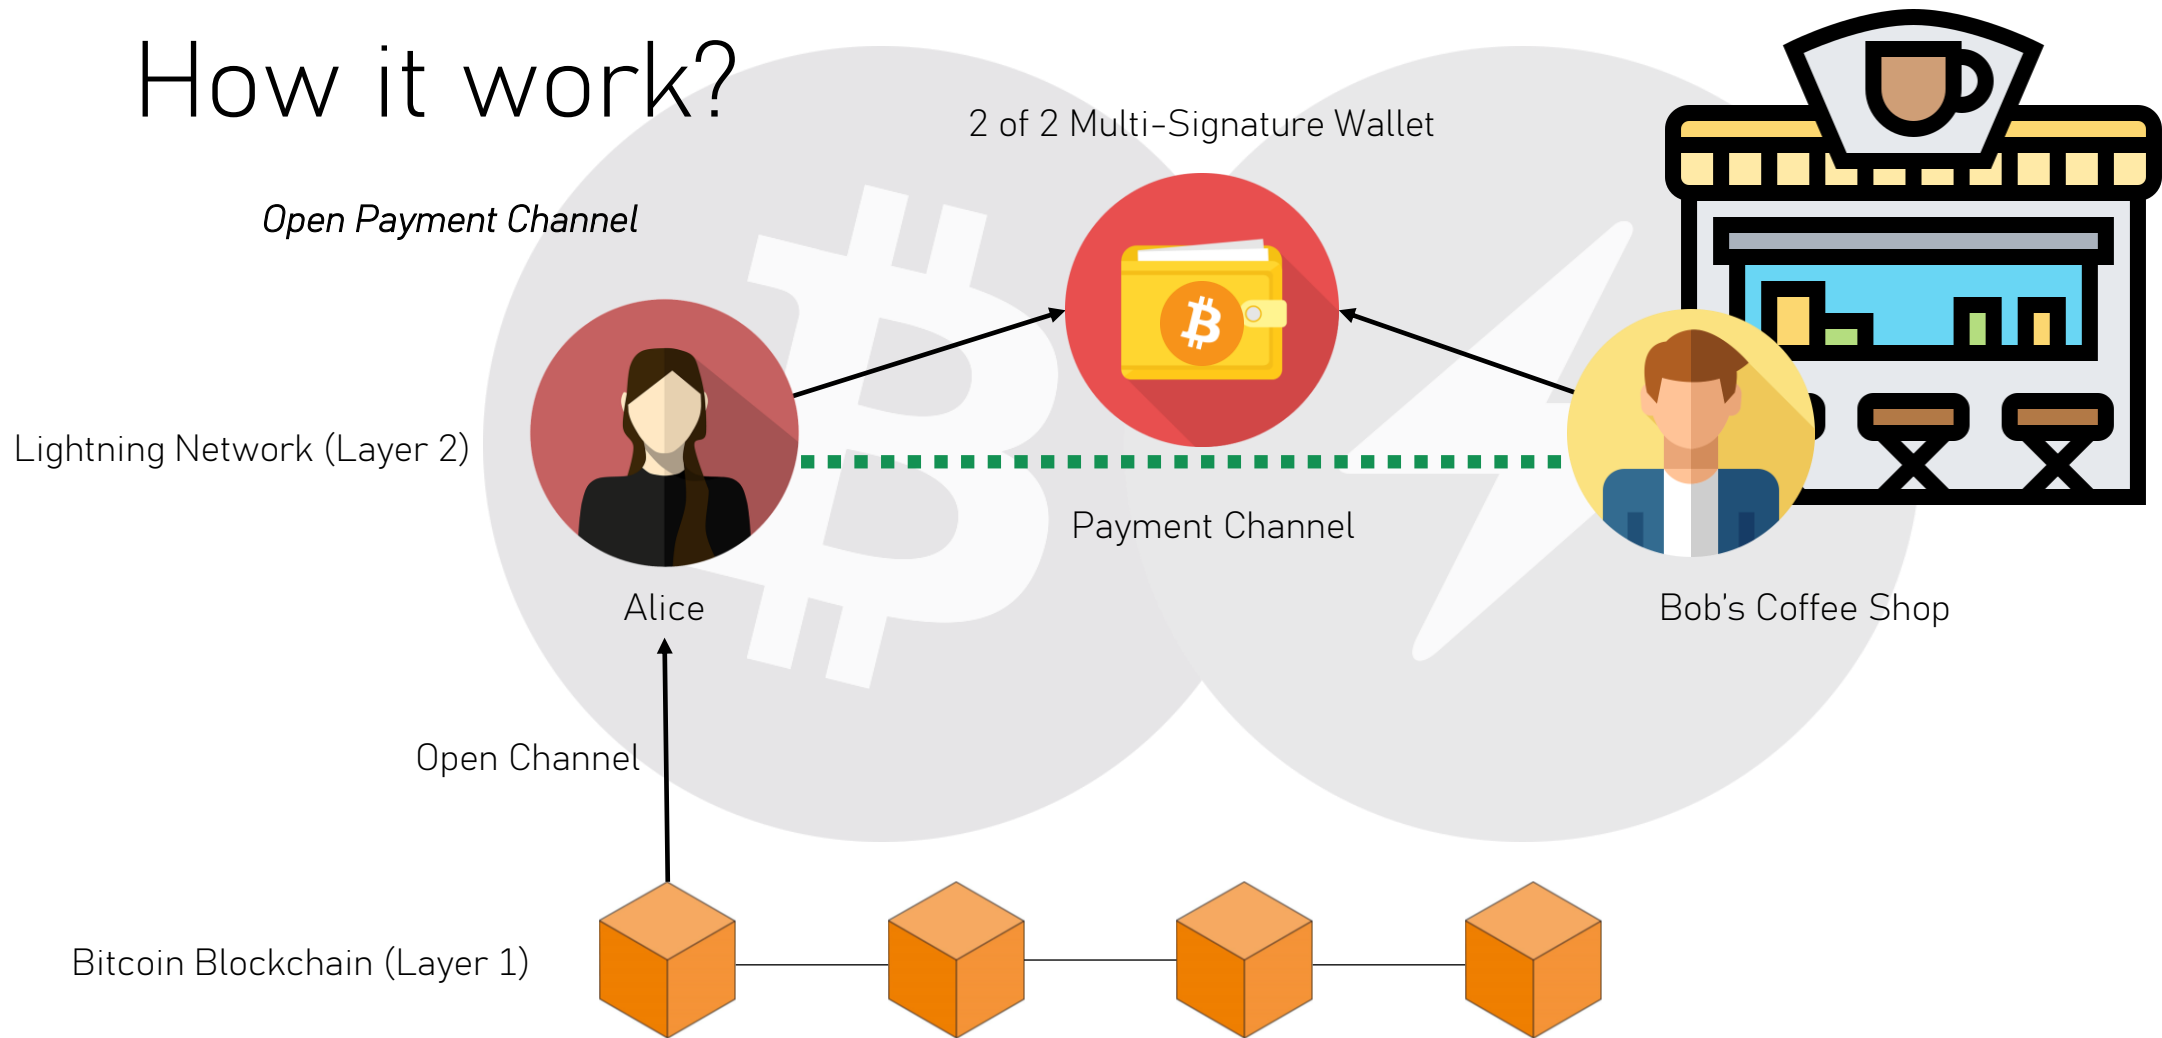 How it work?
2 of 2 Multi-Signature Wallet
Open Payment Channel
Lightning Network (Layer 2)
Payment Channel
Alice
Bob's Coffee Shop
Open Channel
Bitcoin Blockchain (Layer 1)